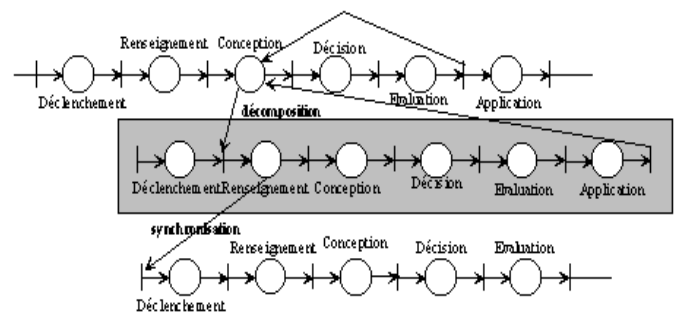 Renseignement
Conception
Décision
Déclenchement
Evaluation
Application
décomposition
Déclenchement
Renseignement
Conception
Décision
Evaluation
Application
synchronisation
Renseignement
Conception
Décision
Evaluation
Déclenchement